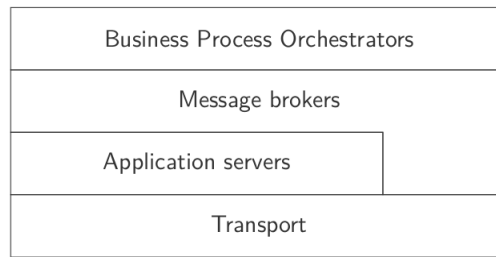 Business Process Orchestrators
Message brokers
Application servers
Transport